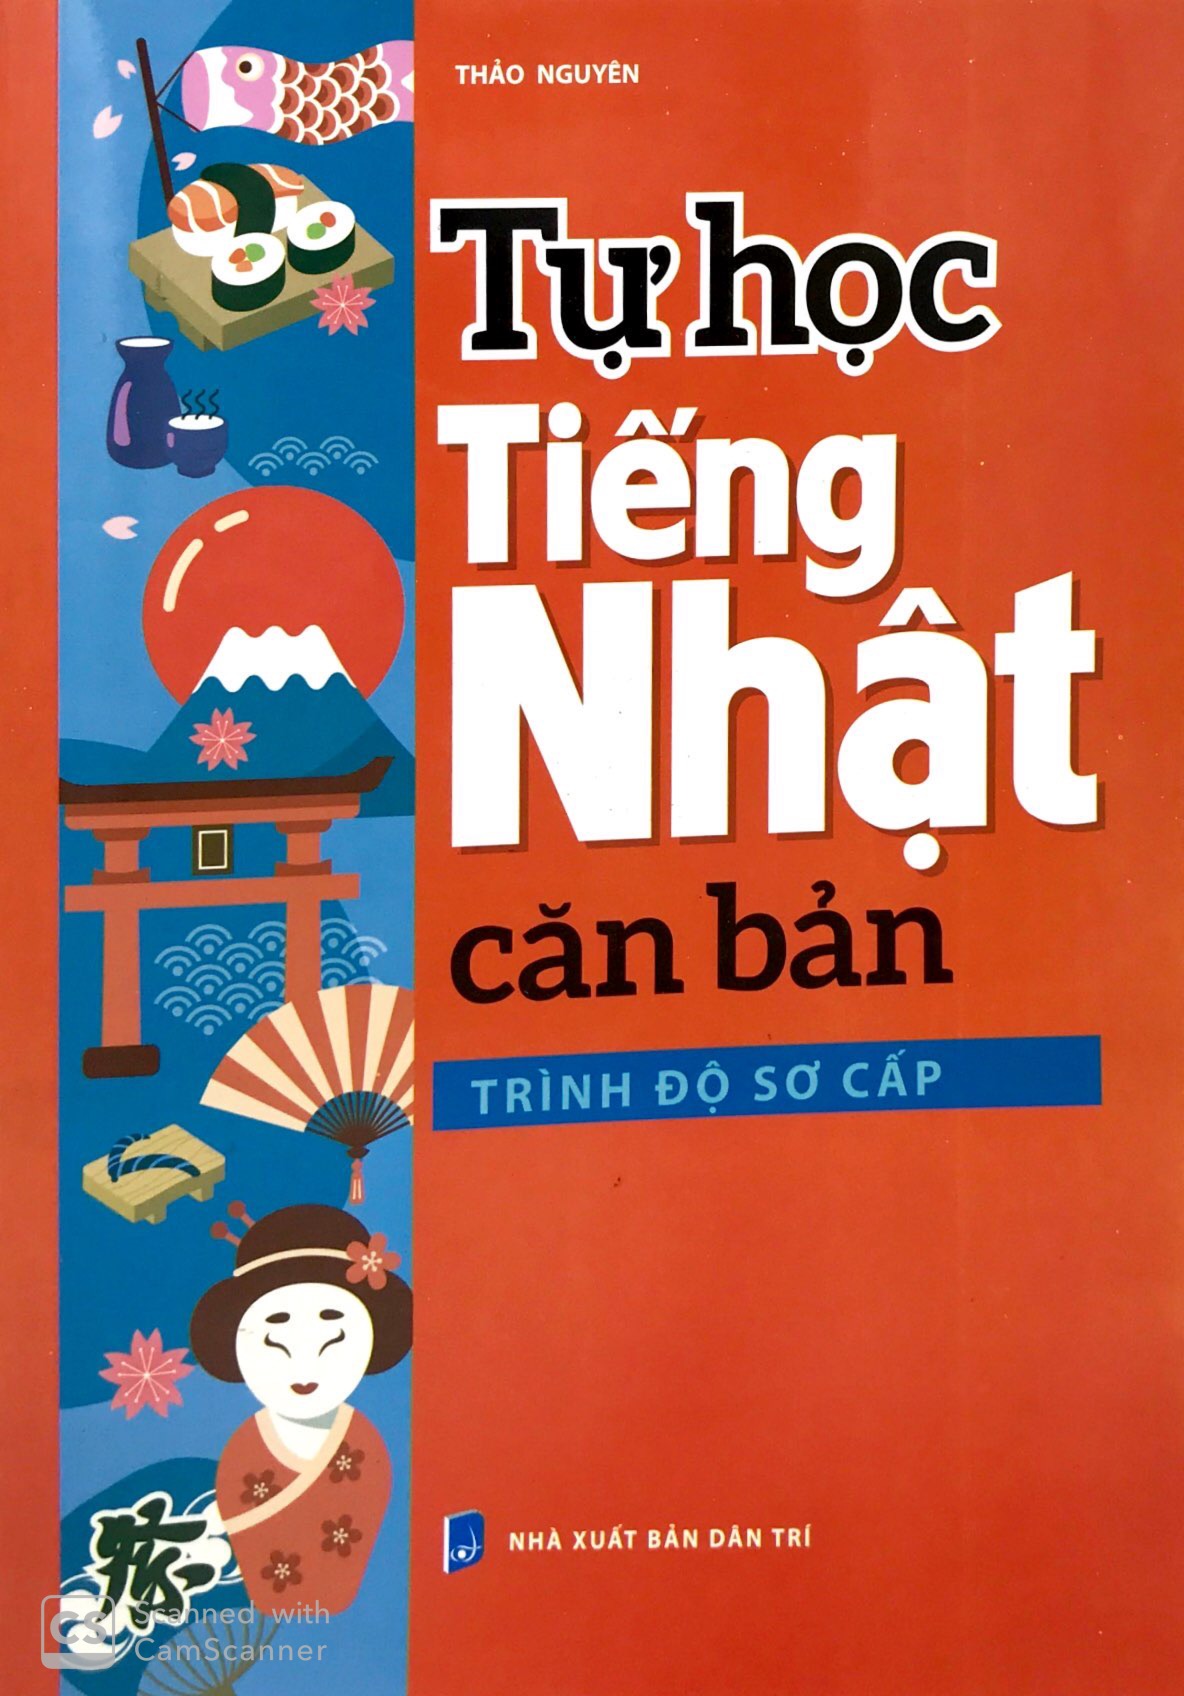 THẢO NGUYÊN
Tự học
Tiếng
Nhật
căn bản
TRÌNH ĐỘ SƠ CẤP
NHÀ XUẤT BẢN DÂN TRÍ
CS Scanned with
CamScanner